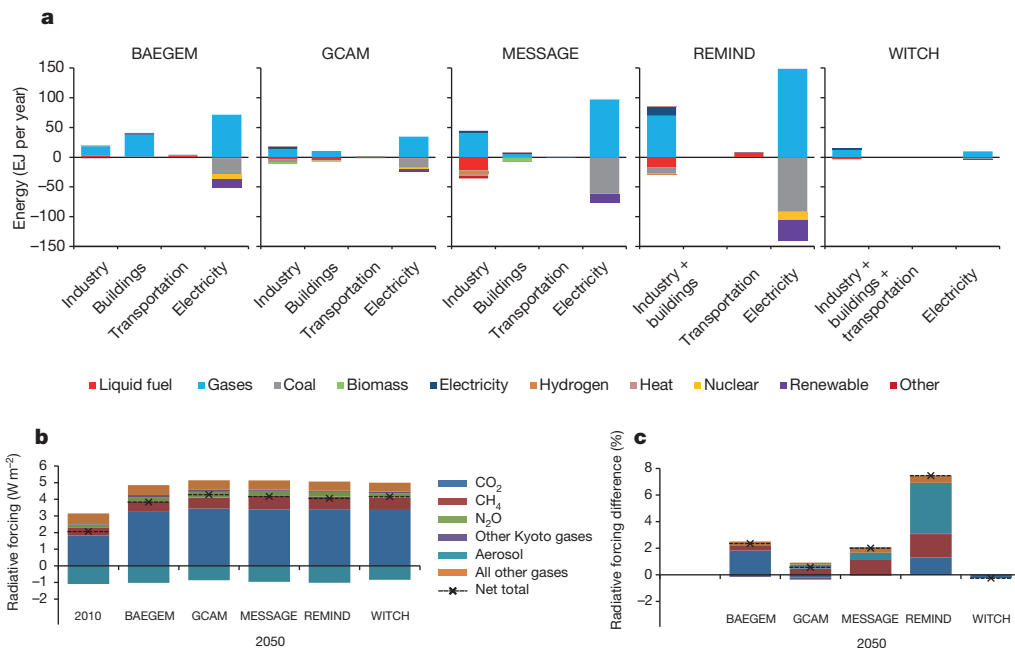 a
BAEGEM GCAM MESSAGE REMIND WITCH
Energy (EJ per year)
150
100
50
0
−50
−100
−150
Industry Buildings Transportation Electricity
Industry Buildings Transportation Electricity
Industry Buildings Transportation Electricity
Industry + buildings Transportation Electricity
Industry + buildings + transportation Electricity
Liquid fuel Gases Coal Biomass Electricity Hydrogen Heat Nuclear Renewable Other
b
Radiative forcing (W m⁻²)
6
5
4
3
2
1
0
−1
−2
2010 BAEGEM GCAM MESSAGE REMIND WITCH
2050
CO₂
CH₄
N₂O
Other Kyoto gases
Aerosol
All other gases
Net total
c
Radiative forcing difference (%)
8
6
4
2
0
−2
BAEGEM GCAM MESSAGE REMIND WITCH
2050